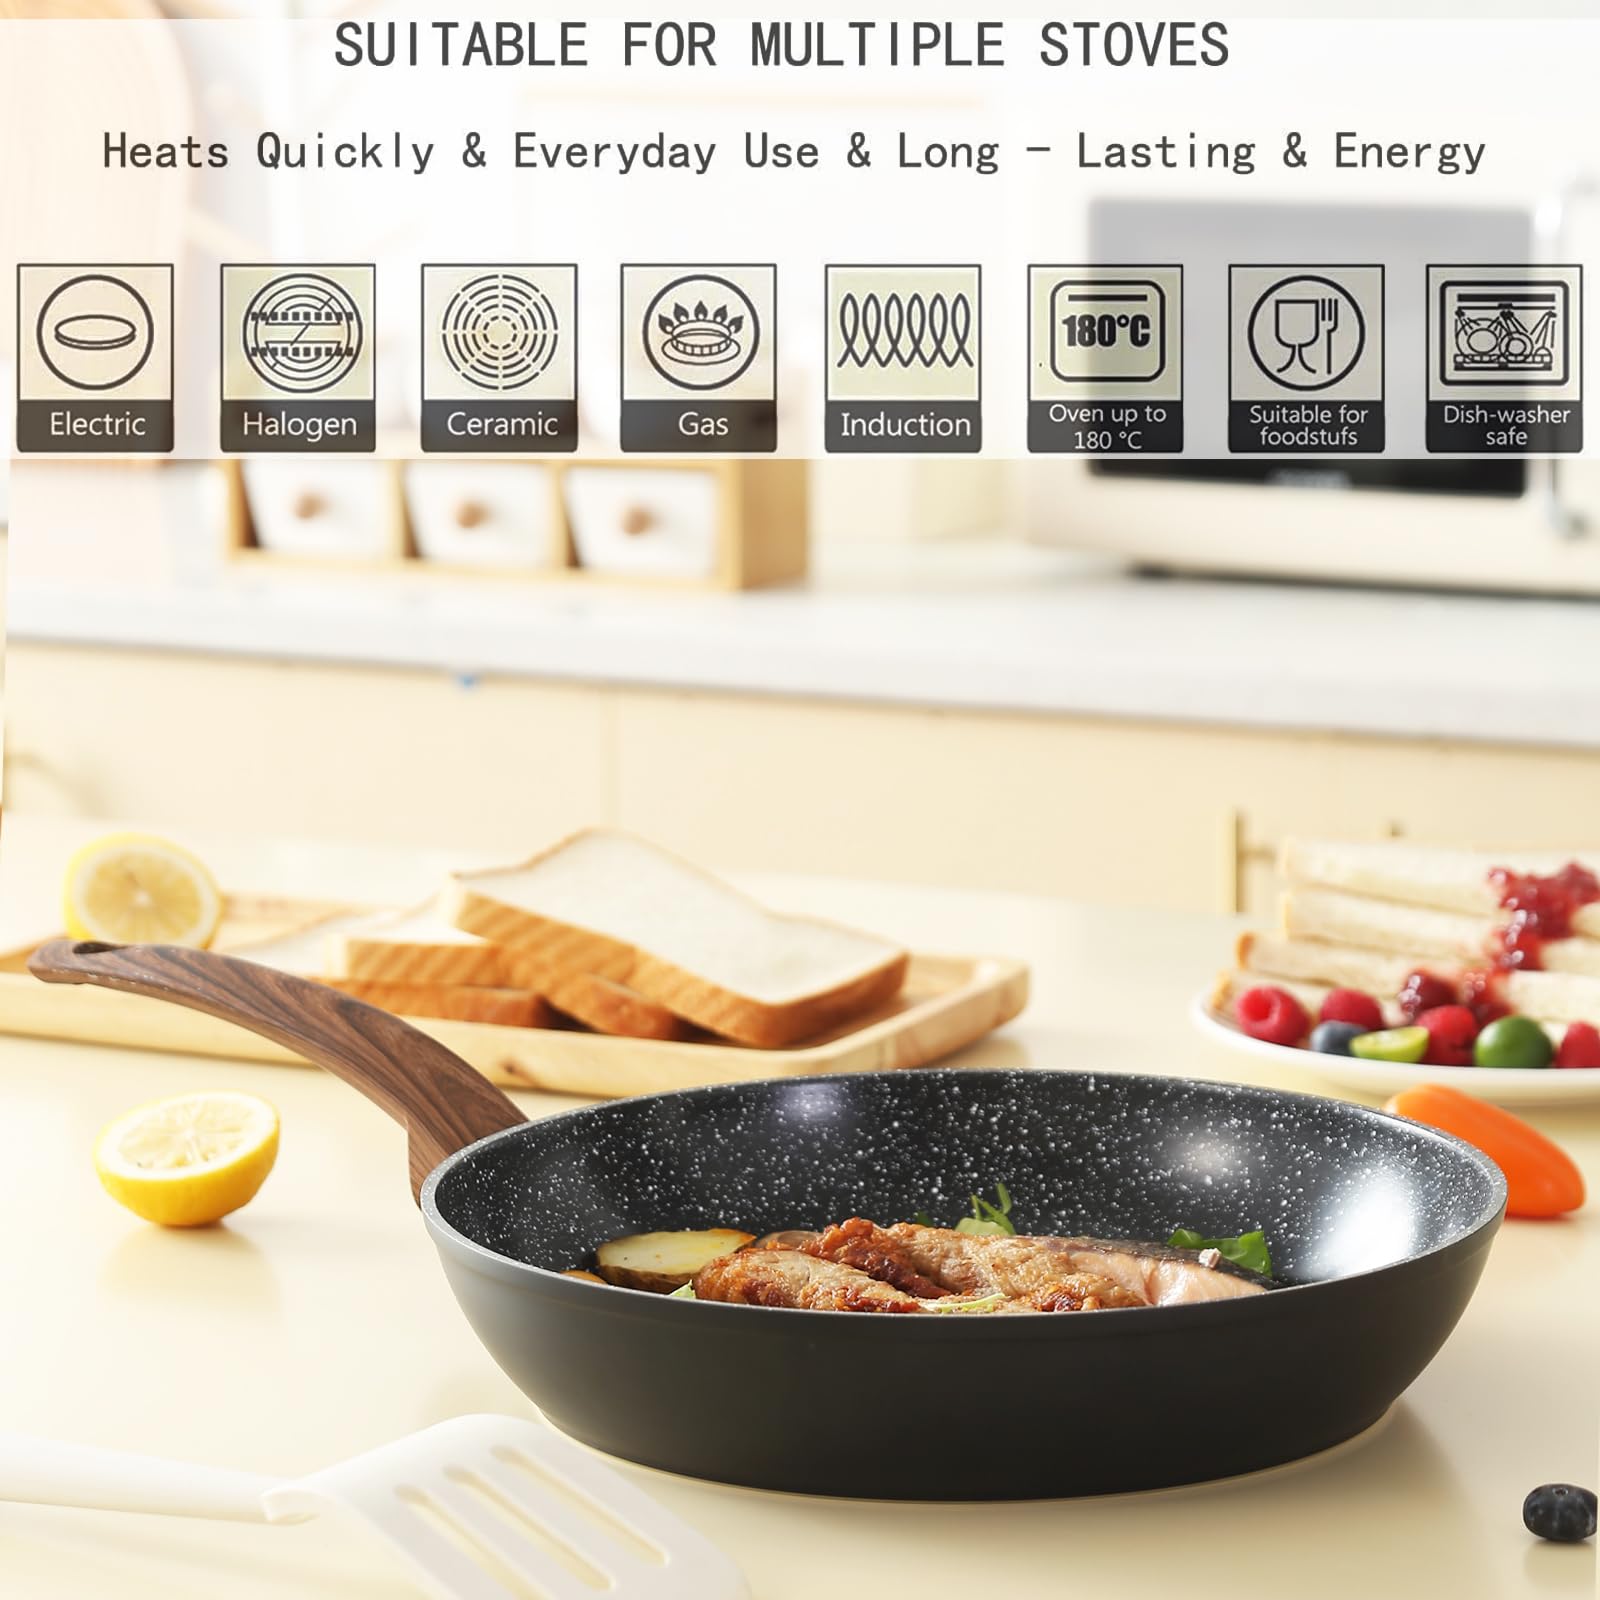 SUITABLE FOR MULTIPLE STOVES
Heats Quickly & Everyday Use & Long - Lasting & Energy
180°C
Electric
Halogen
Ceramic
Gas
Induction
Oven up to
180 °C
Suitable for
foodstufs
Dish-washer
safe